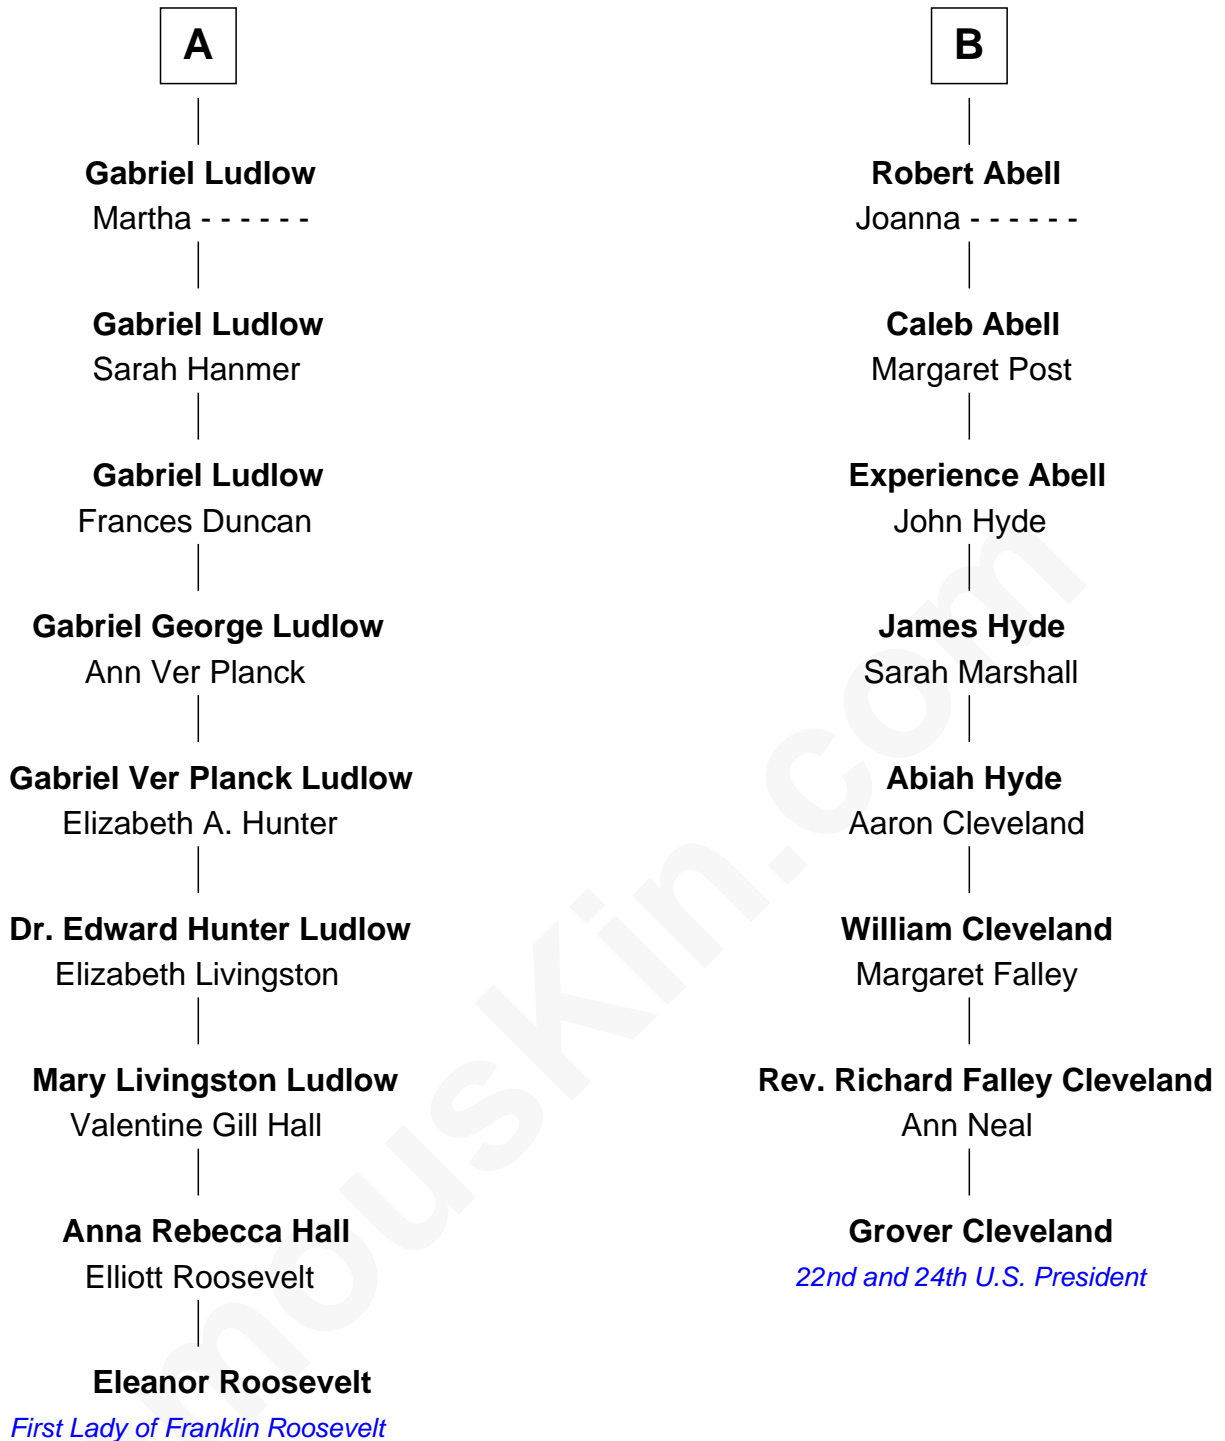 A
Gabriel Ludlow
Martha - - - - - -
Gabriel Ludlow
Sarah Hanmer
Gabriel Ludlow
Frances Duncan
Gabriel George Ludlow
Ann Ver Planck
Gabriel Ver Planck Ludlow
Elizabeth A. Hunter
Dr. Edward Hunter Ludlow
Elizabeth Livingston
Mary Livingston Ludlow
Valentine Gill Hall
Anna Rebecca Hall
Elliott Roosevelt
Eleanor Roosevelt
First Lady of Franklin Roosevelt
B
Robert Abell
Joanna - - - - - -
Caleb Abell
Margaret Post
Experience Abell
John Hyde
James Hyde
Sarah Marshall
Abiah Hyde
Aaron Cleveland
William Cleveland
Margaret Falley
Rev. Richard Falley Cleveland
Ann Neal
Grover Cleveland
22nd and 24th U.S. President
mousKin.com